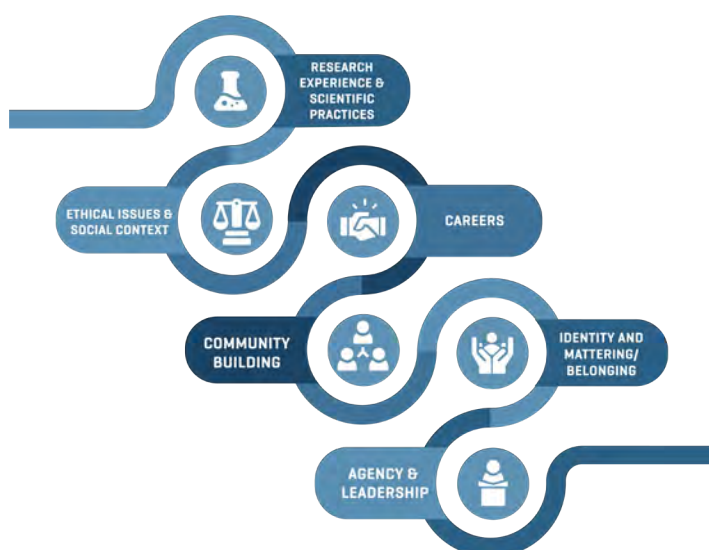 RESEARCH
EXPERIENCE &
SCIENTIFIC
PRACTICES
ETHICAL ISSUES &
SOCIAL CONTEXT
CAREERS
COMMUNITY
BUILDING
IDENTITY AND
MATTERING/
BELONGING
AGENCY &
LEADERSHIP